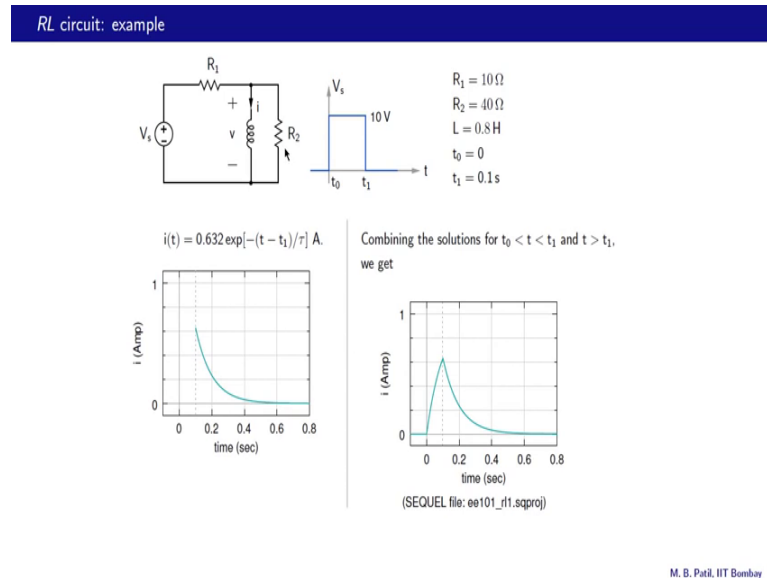 RL circuit: example
R₁
+
i
Vₛ
v
R₂
−
Vₛ
10 V
t
t₀
t₁
R₁ = 10 Ω
R₂ = 40 Ω
L = 0.8 H
t₀ = 0
t₁ = 0.1 s
i(t) = 0.632 exp[−(t − t₁)/τ] A.
1
0
i (Amp)
0 0.2 0.4 0.6 0.8
time (sec)
Combining the solutions for t₀ < t < t₁ and t > t₁,
we get
1
0
i (Amp)
0 0.2 0.4 0.6 0.8
time (sec)
(SEQUEL file: ee101_rl1.sqproj)
M. B. Patil, IIT Bombay